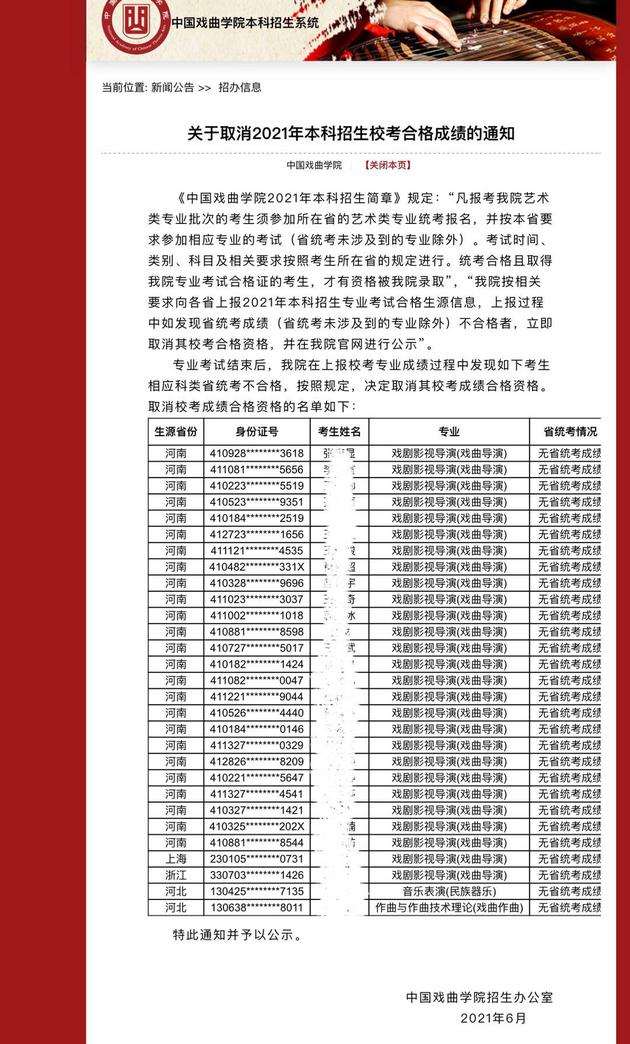 中国戏曲学院本科招生系统
当前位置: 新闻公告 >> 招办信息
关于取消2021年本科招生校考合格成绩的通知
中国戏曲学院 【关闭本页】
《中国戏曲学院2021年本科招生简章》规定：“凡报考我院艺术
类专业批次的考生须参加所在省的艺术类专业统考报名，并按本省要
求参加相应专业的考试（省统考未涉及到的专业除外）。考试时间、
类别、科目及相关要求按照考生所在省的规定进行。统考合格且取得
我院专业考试合格证的考生，才有资格被我院录取”，“我院按相关
要求向各省上报2021年本科招生专业考试合格生源信息，上报过程
中如发现省统考成绩（省统考未涉及到的专业除外）不合格者，立即
取消其校考合格资格，并在我院官网进行公示”。
专业考试结束后，我院在上报校考专业成绩过程中发现如下考生
相应科类省统考不合格，按照规定，决定取消其校考成绩合格资格。
取消校考成绩合格资格的名单如下：
生源省份 身份证号 考生姓名 专业 省统考情况
河南 410928********3618 戏剧影视导演(戏曲导演) 无省统考成绩
河南 411081********5656 戏剧影视导演(戏曲导演) 无省统考成绩
河南 410223********5519 戏剧影视导演(戏曲导演) 无省统考成绩
河南 410523********9351 戏剧影视导演(戏曲导演) 无省统考成绩
河南 410184********2519 戏剧影视导演(戏曲导演) 无省统考成绩
河南 412723********1656 戏剧影视导演(戏曲导演) 无省统考成绩
河南 411121********4535 戏剧影视导演(戏曲导演) 无省统考成绩
河南 410482********331X 戏剧影视导演(戏曲导演) 无省统考成绩
河南 410328********9696 宇 戏剧影视导演(戏曲导演) 无省统考成绩
河南 411023********3037 奇 戏剧影视导演(戏曲导演) 无省统考成绩
河南 411002********1018 冰 戏剧影视导演(戏曲导演) 无省统考成绩
河南 410881********8598 戏剧影视导演(戏曲导演) 无省统考成绩
河南 410727********5017 武 戏剧影视导演(戏曲导演) 无省统考成绩
河南 410182********1424 戏剧影视导演(戏曲导演) 无省统考成绩
河南 411082********0047 戏剧影视导演(戏曲导演) 无省统考成绩
河南 411221********9044 戏剧影视导演(戏曲导演) 无省统考成绩
河南 410526********4440 戏剧影视导演(戏曲导演) 无省统考成绩
河南 410184********0146 戏剧影视导演(戏曲导演) 无省统考成绩
河南 411327********0329 戏剧影视导演(戏曲导演) 无省统考成绩
河南 412826********8209 戏剧影视导演(戏曲导演) 无省统考成绩
河南 410221********5647 戏剧影视导演(戏曲导演) 无省统考成绩
河南 411327********4541 戏剧影视导演(戏曲导演) 无省统考成绩
河南 410327********1421 戏剧影视导演(戏曲导演) 无省统考成绩
河南 410325********202X 戏剧影视导演(戏曲导演) 无省统考成绩
河南 410881********8544 戏剧影视导演(戏曲导演) 无省统考成绩
上海 230105********0731 戏剧影视导演(戏曲导演) 无省统考成绩
浙江 330703********1426 戏剧影视导演(戏曲导演) 无省统考成绩
河北 130425********7135 音乐表演(民族器乐) 无省统考成绩
河北 130638********8011 作曲与作曲技术理论(戏曲作曲) 无省统考成绩
特此通知并予以公示。
中国戏曲学院招生办公室
2021年6月